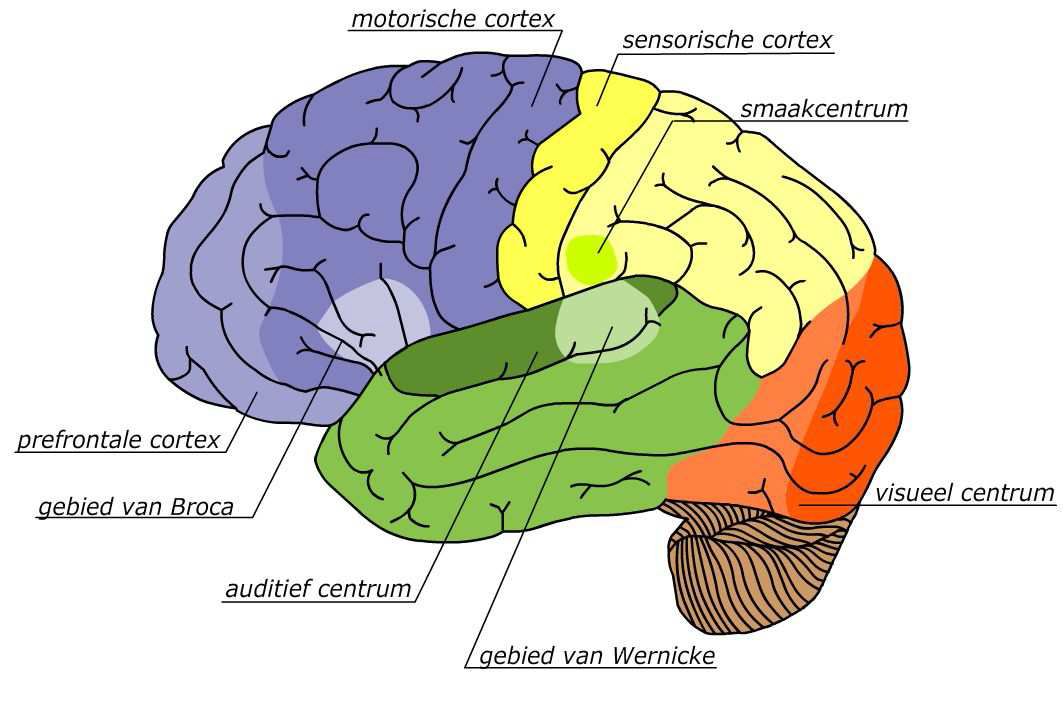 motorische cortex
sensorische cortex
smaakcentrum
prefrontale cortex
gebied van Broca
visueel centrum
auditief centrum
gebied van Wernicke